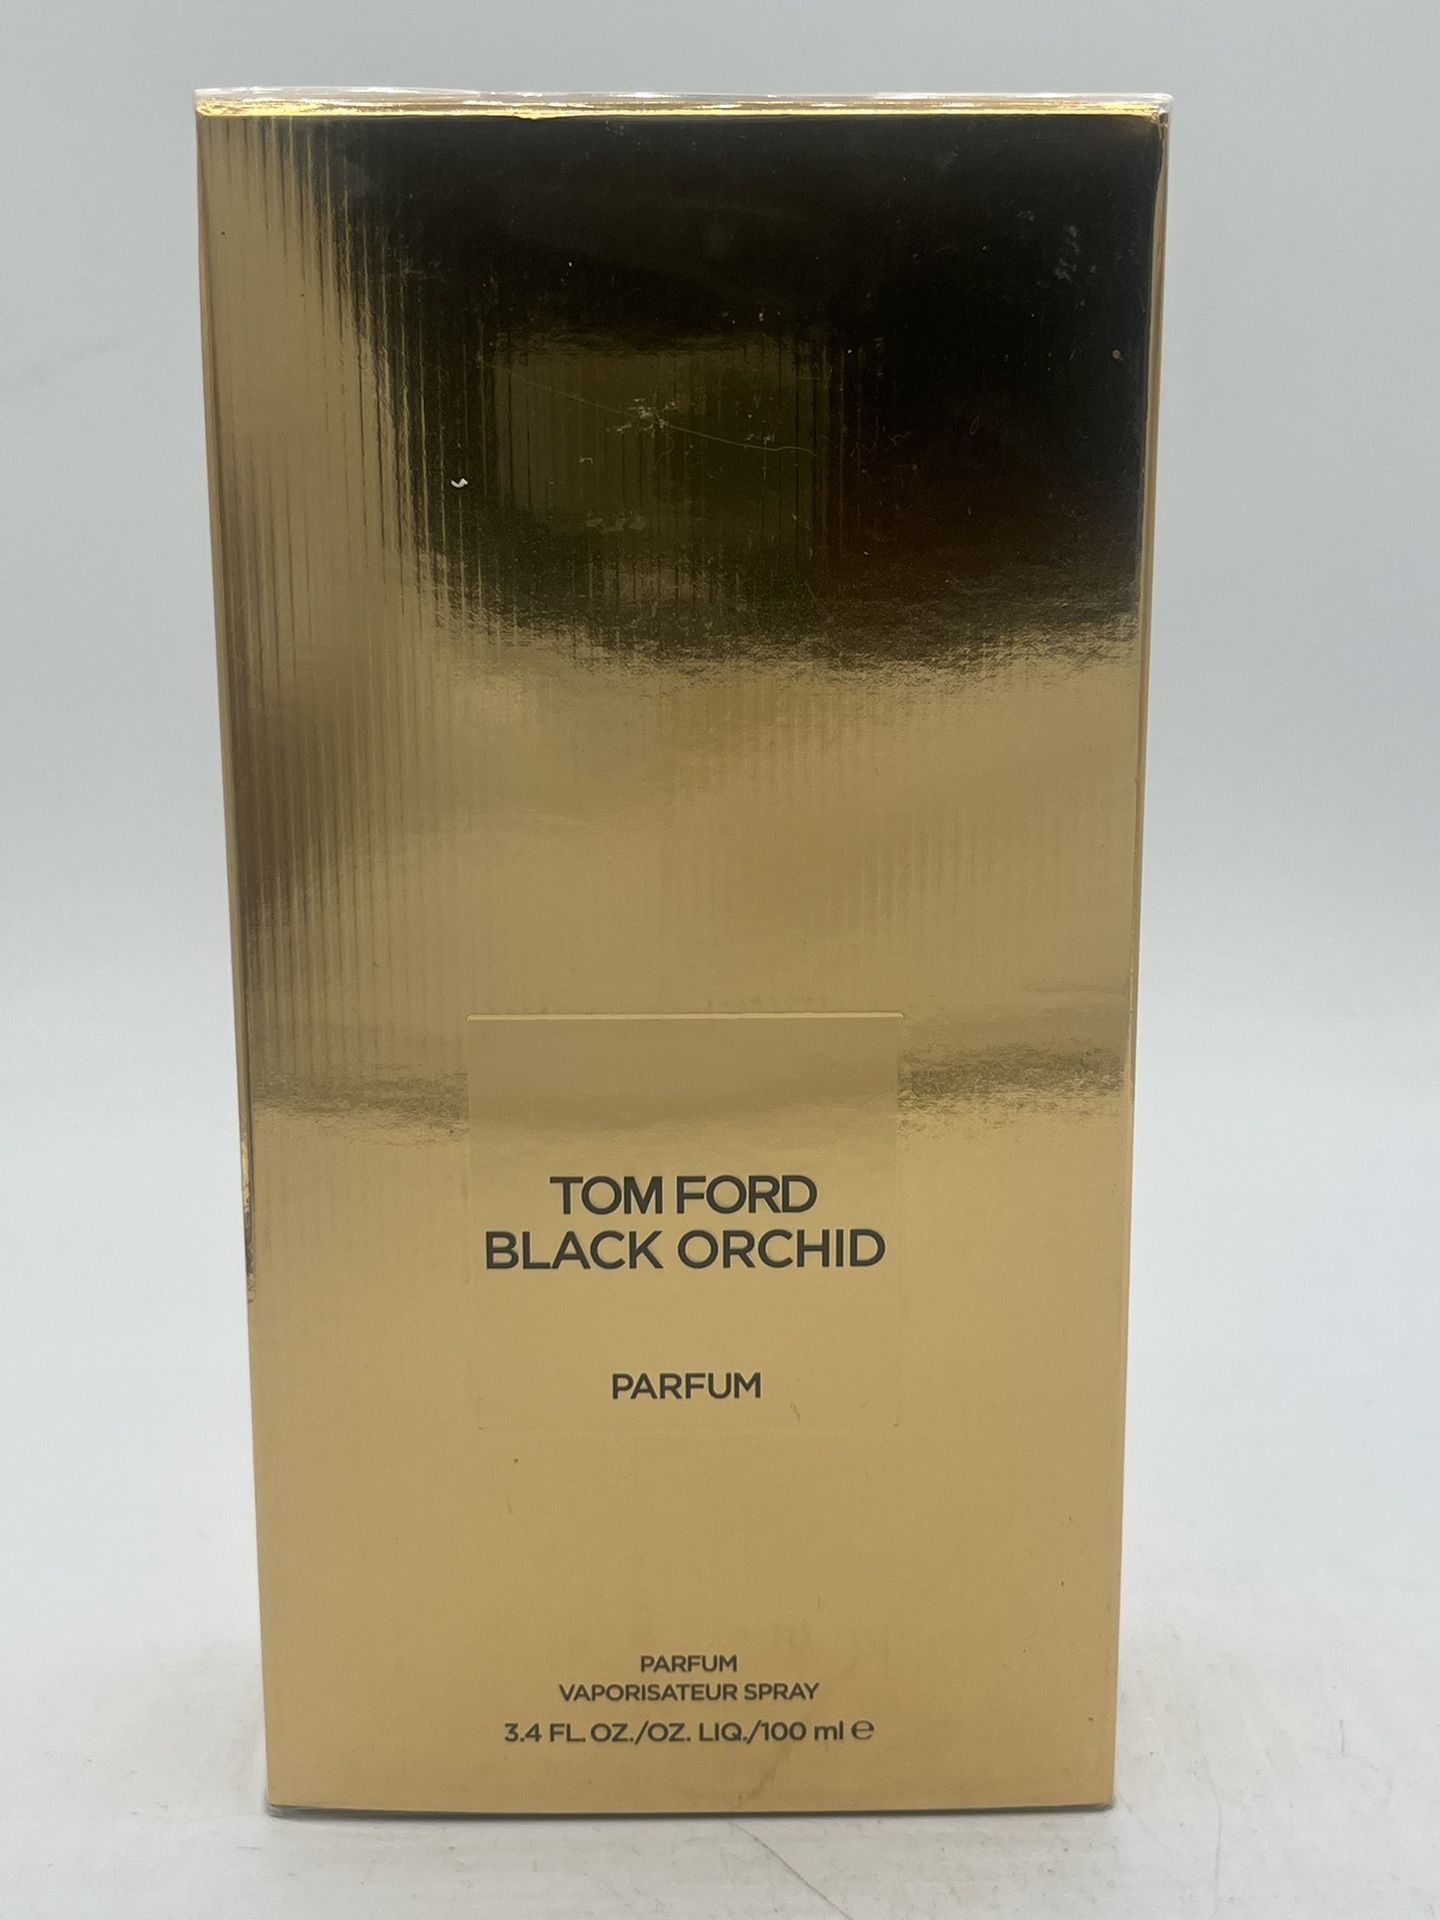 TOM FORD
BLACK ORCHID
PARFUM
PARFUM
VAPORISATEUR SPRAY
3.4 FL.OZ./OZ. LIQ./100 ml ℮